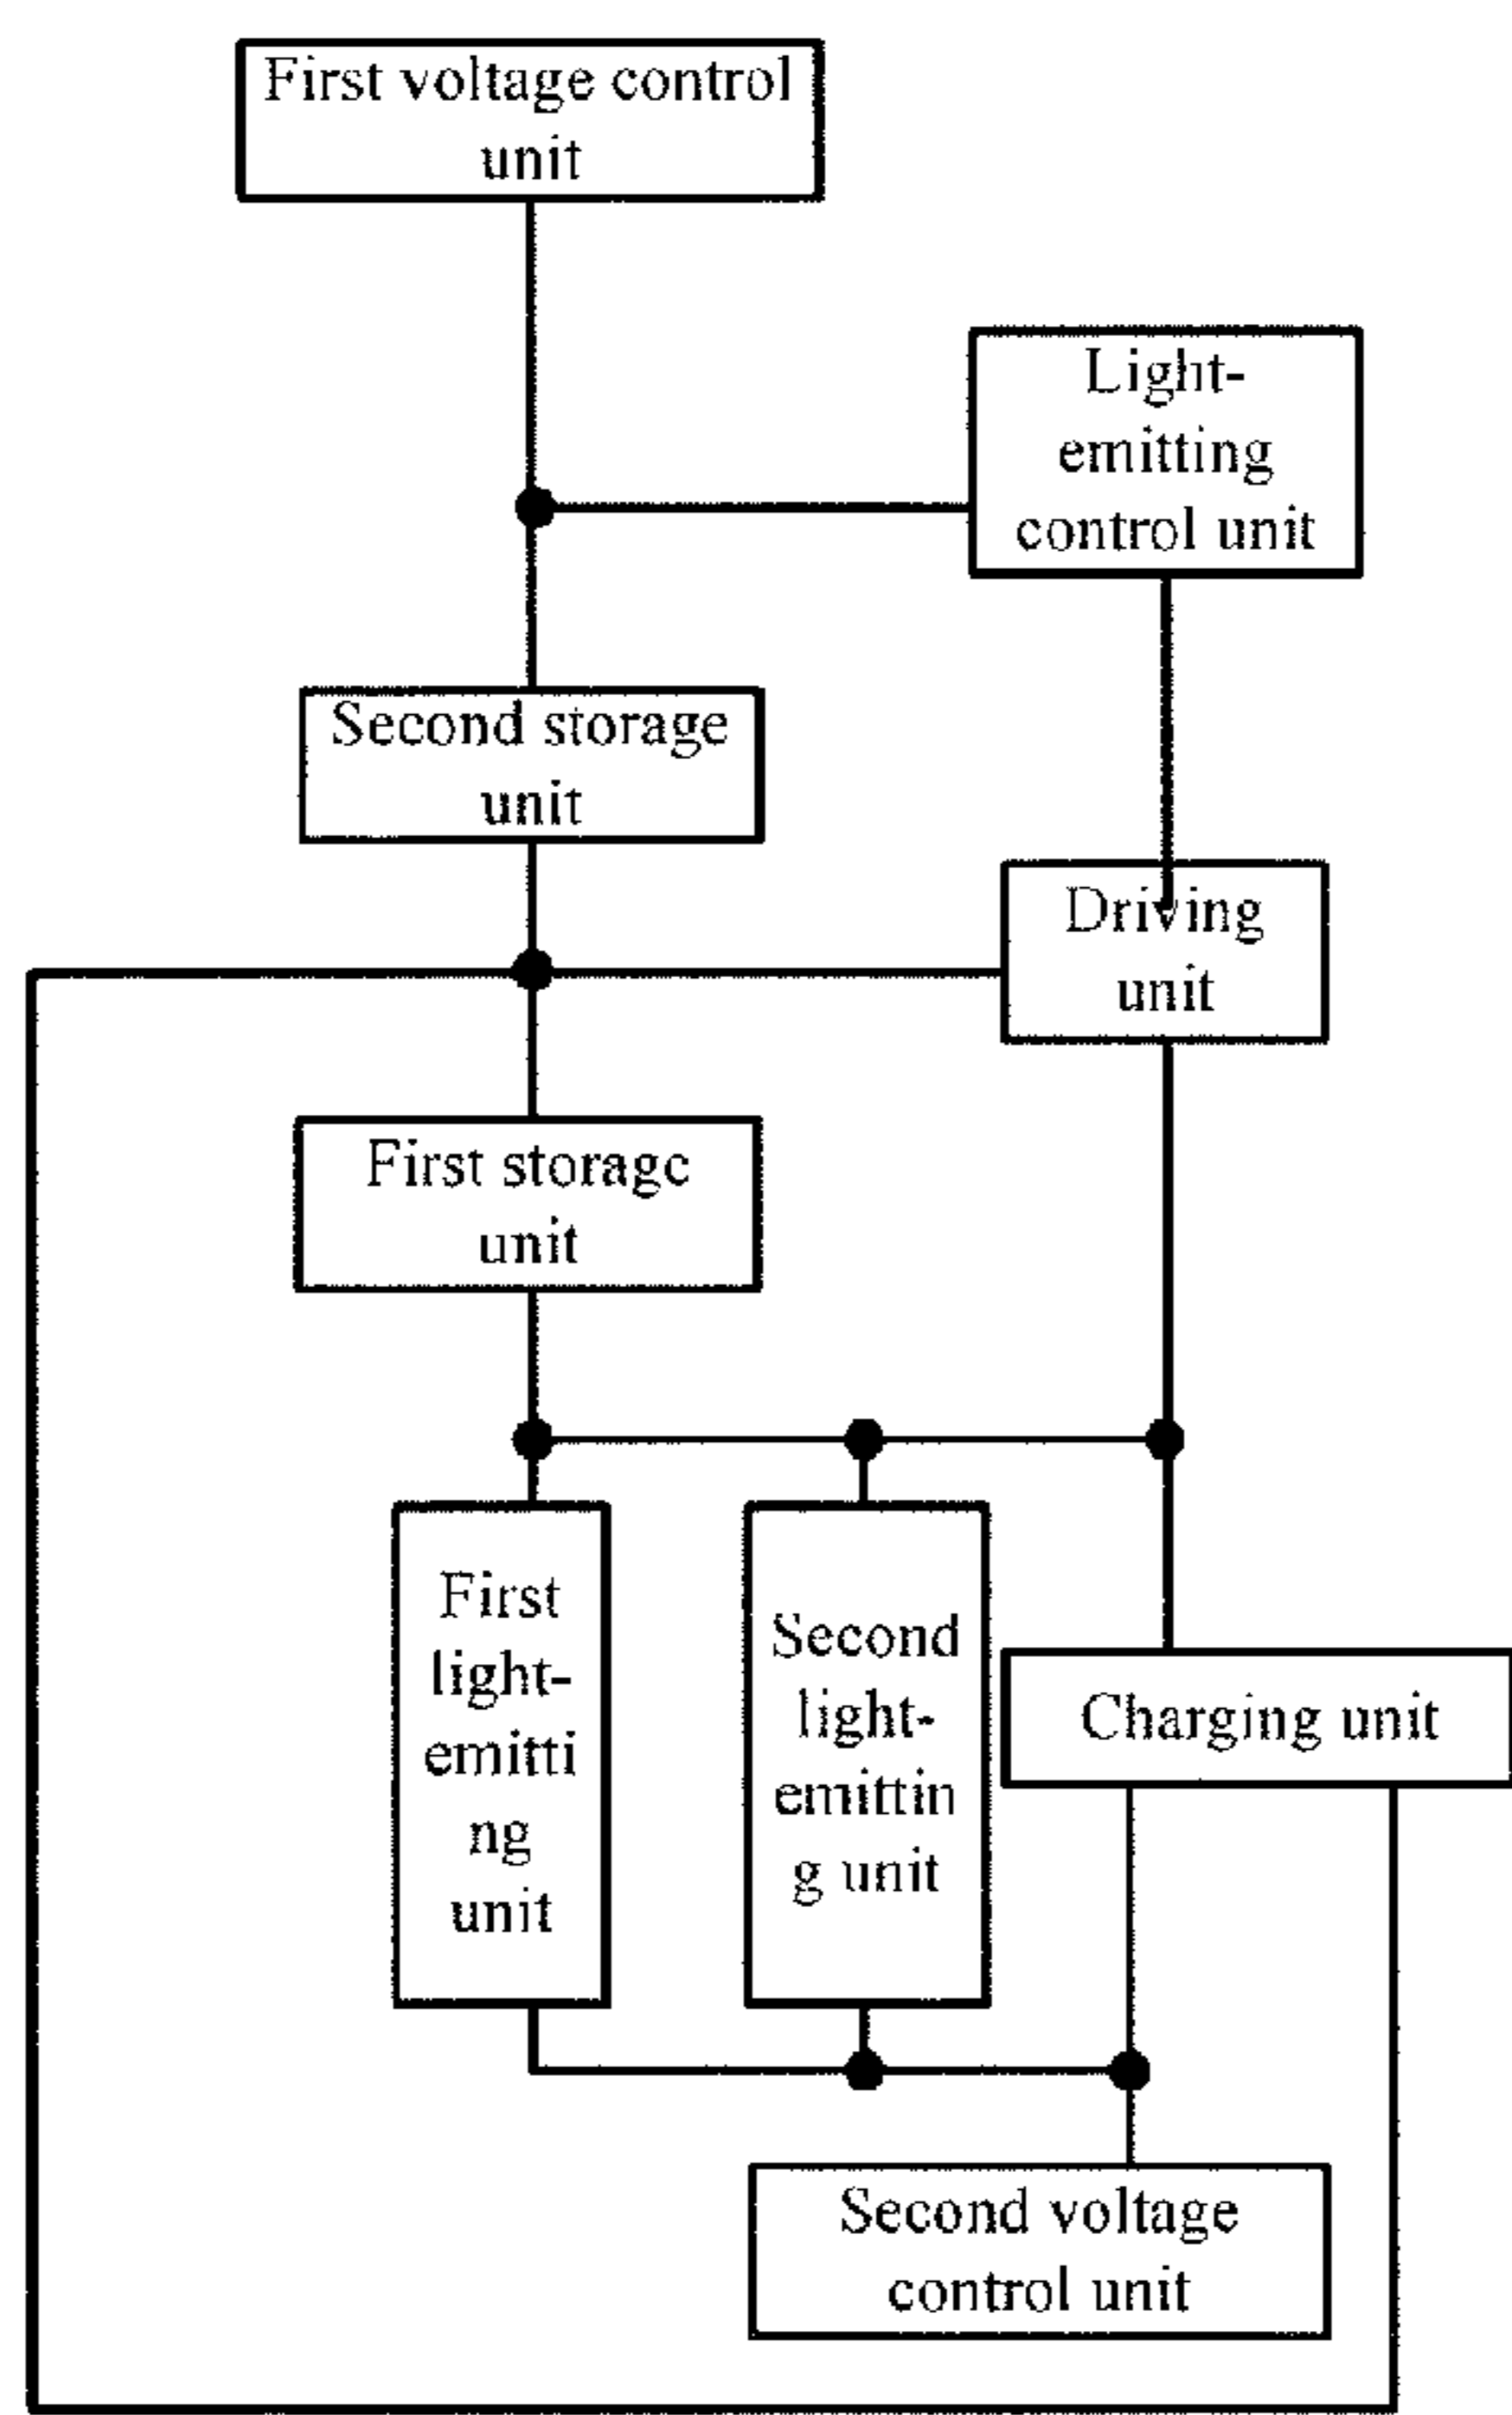 First voltage control
unit
Light-
emitting
control unit
Second storage
unit
Driving
unit
First storage
unit
First
light-
emitti
ng
unit
Second
light-
emittin
g unit
Charging unit
Second voltage
control unit